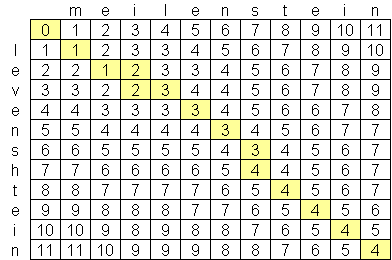 m e i l e n s t e i n
0 1 2 3 4 5 6 7 8 9 10 11
l 1 1 2 3 3 4 5 6 7 8 9 10
e 2 2 1 2 3 3 4 5 6 7 8 9
v 3 3 2 2 3 4 4 5 6 7 8 9
e 4 4 3 3 3 3 4 5 6 6 7 8
n 5 5 4 4 4 4 3 4 5 6 7 7
s 6 6 5 5 5 5 4 3 4 5 6 7
h 7 7 6 6 6 6 5 4 4 5 6 7
t 8 8 7 7 7 7 6 5 4 5 6 7
e 9 9 8 8 8 7 7 6 5 4 5 6
i 10 10 9 8 9 8 8 7 6 5 4 5
n 11 11 10 9 9 9 8 8 7 6 5 4